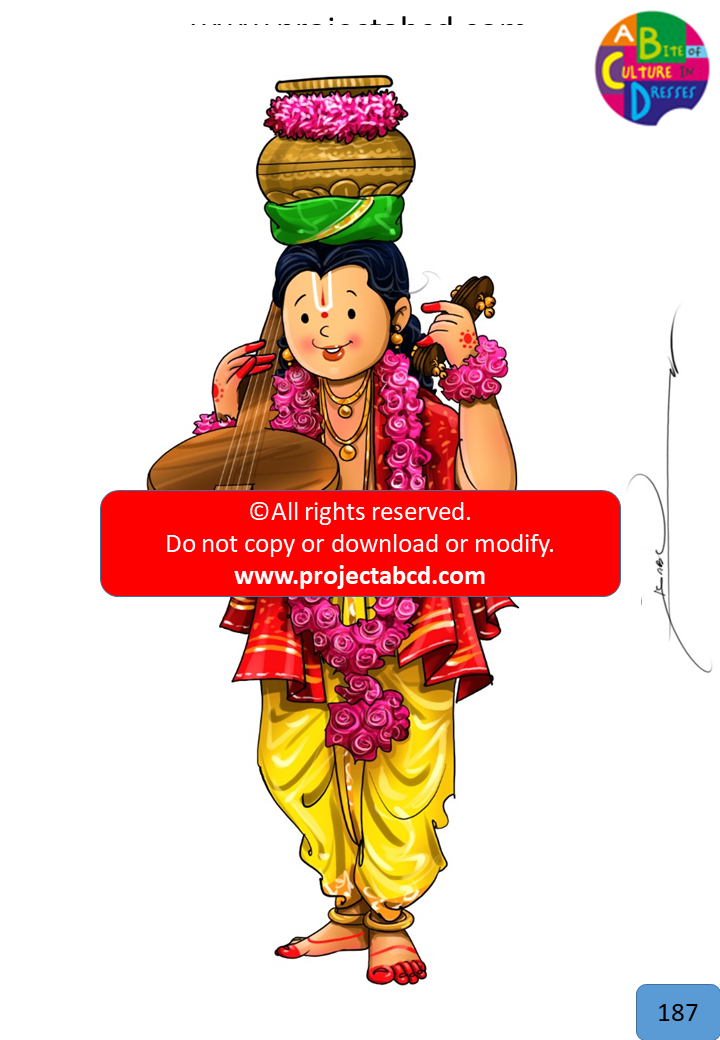 www.projectabcd.com
A BITE OF
CULTURE IN
DRESSES
©All rights reserved.
Do not copy or download or modify.
www.projectabcd.com
187